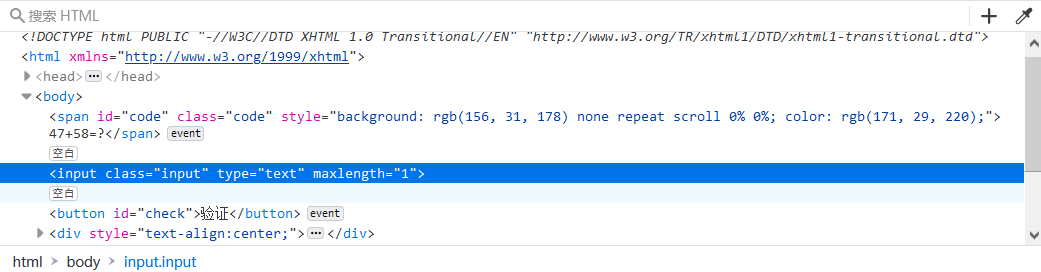 搜索 HTML
<!DOCTYPE html PUBLIC "-//W3C//DTD XHTML 1.0 Transitional//EN" "http://www.w3.org/TR/xhtml1/DTD/xhtml1-transitional.dtd">
<html xmlns="http://www.w3.org/1999/xhtml">
<head>···</head>
<body>
<span id="code" class="code" style="background: rgb(156, 31, 178) none repeat scroll 0% 0%; color: rgb(171, 29, 220);">
47+58=?</span> event
空白
<input class="input" type="text" maxlength="1">
空白
<button id="check">验证</button> event
<div style="text-align:center;">···</div>
html > body > input.input